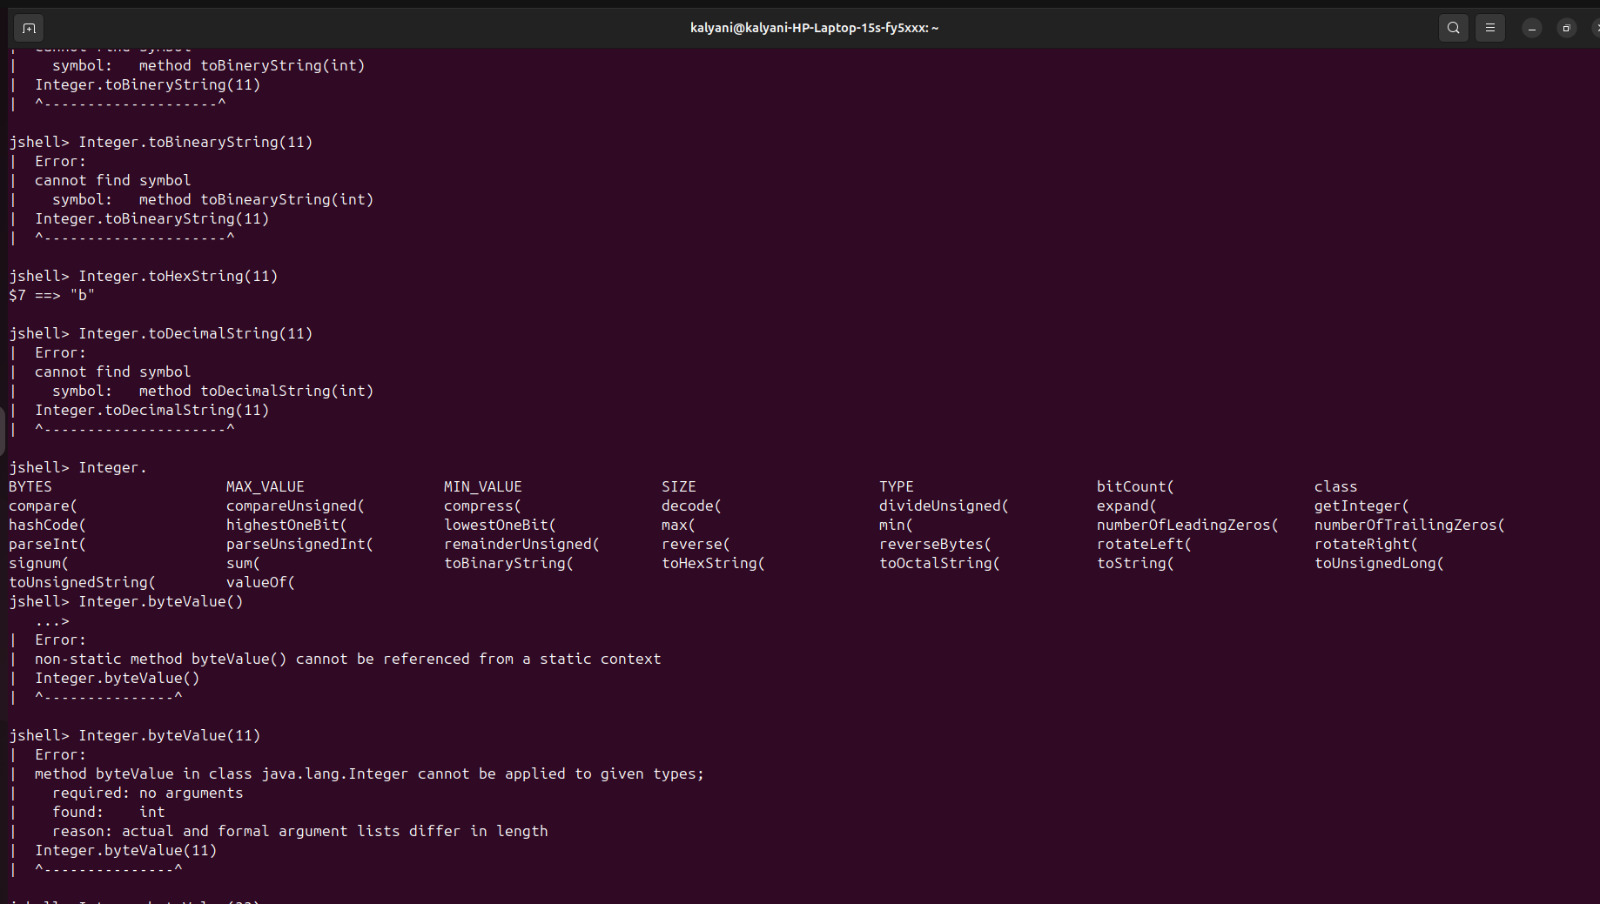 kalyani@kalyani-HP-Laptop-15s-fy5xxx: ~
| cannot find symbol
|     symbol:   method toBineryString(int)
|   Integer.toBineryString(11)
|   ^--------------------^
jshell> Integer.toBinearyString(11)
|   Error:
|   cannot find symbol
|     symbol:   method toBinearyString(int)
|   Integer.toBinearyString(11)
|   ^---------------------^
jshell> Integer.toHexString(11)
$7 ==> "b"
jshell> Integer.toDecimalString(11)
|   Error:
|   cannot find symbol
|     symbol:   method toDecimalString(int)
|   Integer.toDecimalString(11)
|   ^---------------------^
jshell> Integer.
BYTES MAX_VALUE MIN_VALUE SIZE TYPE bitCount( class
compare( compareUnsigned( compress( decode( divideUnsigned( expand( getInteger(
hashCode( highestOneBit( lowestOneBit( max( min( numberOfLeadingZeros( numberOfTrailingZeros(
parseInt( parseUnsignedInt( remainderUnsigned( reverse( reverseBytes( rotateLeft( rotateRight(
signum( sum( toBinaryString( toHexString( toOctalString( toString( toUnsignedLong(
toUnsignedString( valueOf(
jshell> Integer.byteValue()
   ...>
|   Error:
|   non-static method byteValue() cannot be referenced from a static context
|   Integer.byteValue()
|   ^---------------^
jshell> Integer.byteValue(11)
|   Error:
|   method byteValue in class java.lang.Integer cannot be applied to given types;
|     required: no arguments
|     found:    int
|     reason: actual and formal argument lists differ in length
|   Integer.byteValue(11)
|   ^---------------^